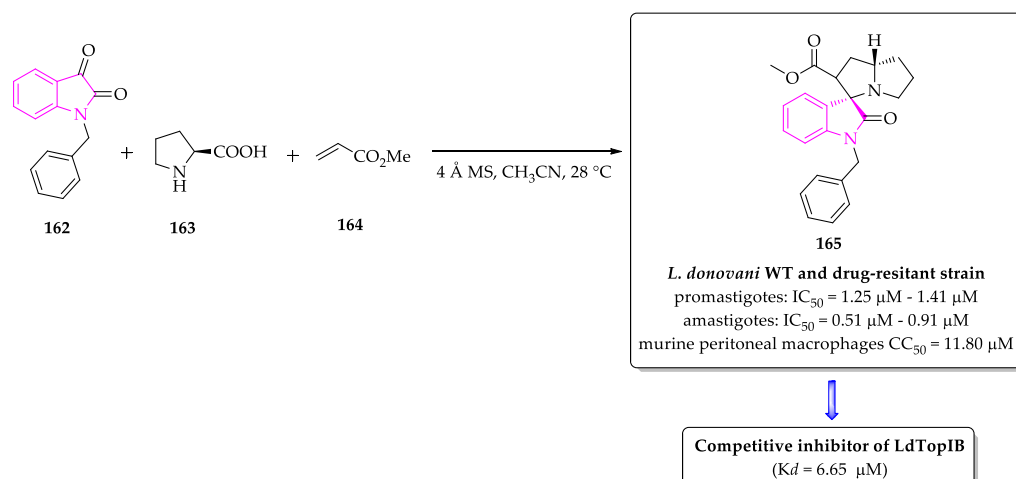 O
O
N
162
+
N
H
COOH
163
+
CO2Me
164
4 Å MS, CH3CN, 28 °C
O
O
H
N
O
N
165
L. donovani WT and drug-resitant strain
promastigotes: IC50 = 1.25 µM - 1.41 µM
amastigotes: IC50 = 0.51 µM - 0.91 µM
murine peritoneal macrophages CC50 = 11.80 µM
Competitive inhibitor of LdTopIB
(Kd = 6.65 µM)